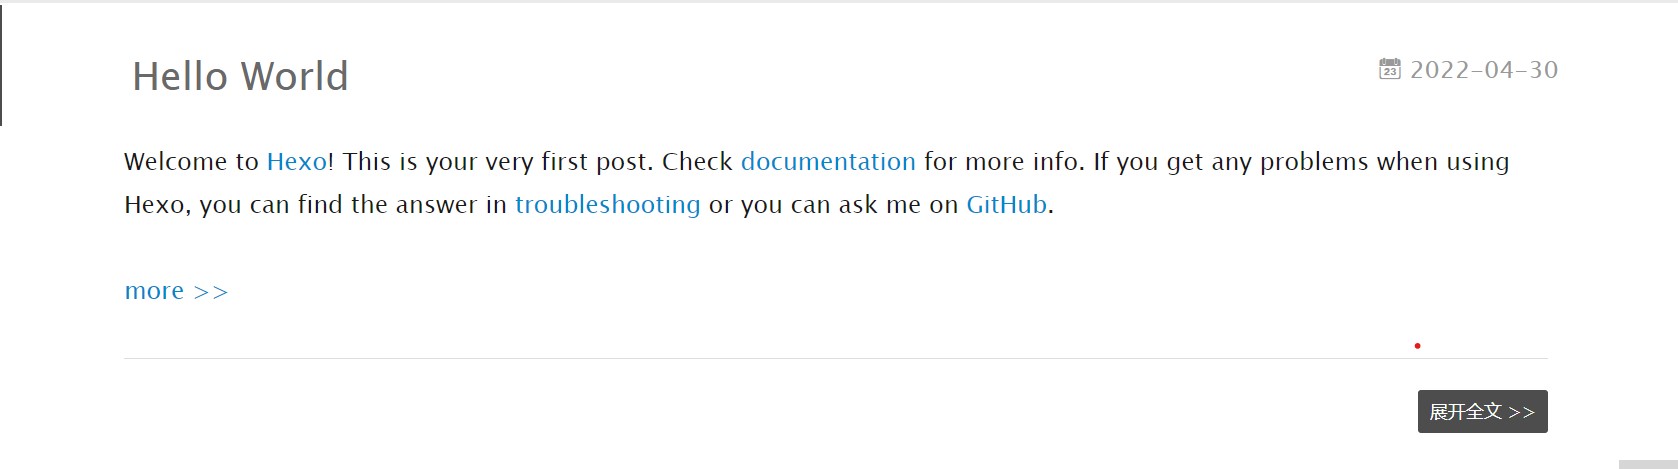 Hello World
23 2022-04-30
Welcome to Hexo! This is your very first post. Check documentation for more info. If you get any problems when using
Hexo, you can find the answer in troubleshooting or you can ask me on GitHub.
more >>
展开全文 >>